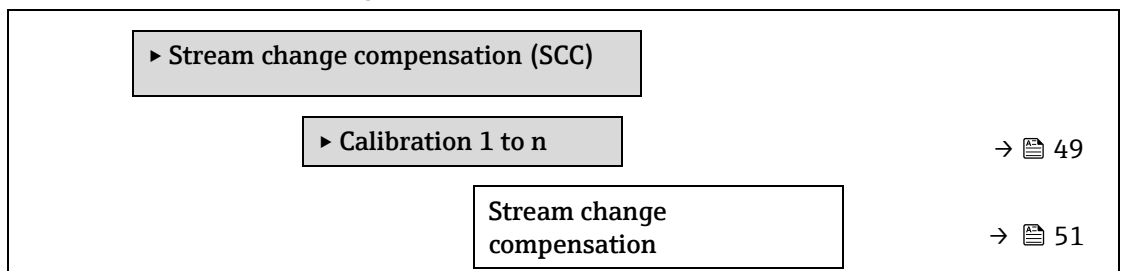 ▸ Stream change compensation (SCC)
▸ Calibration 1 to n
→ 49
Stream change
compensation
→ 51